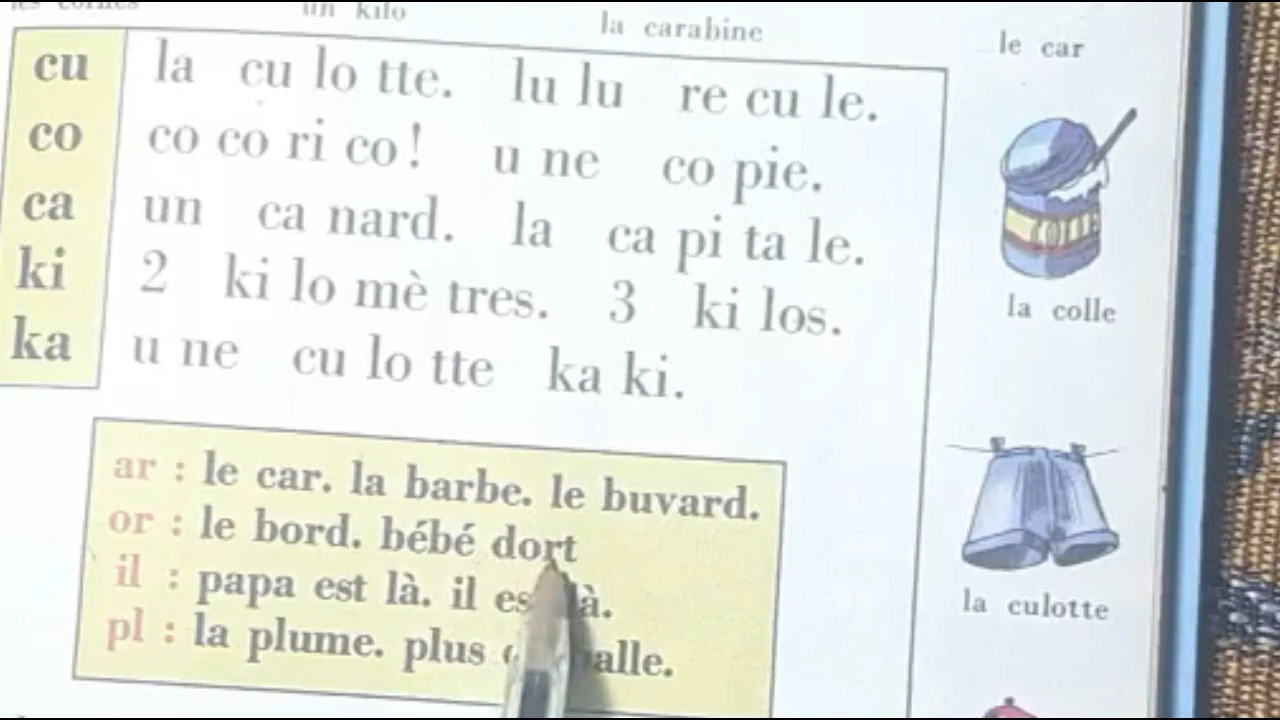 un kilo
la carabine
le car
cu la cu lo tte. lu lu re cu le.
co co co ri co! u ne co pie.
ca un ca nard. la ca pi ta le.
ki 2 ki lo mè tres. 3 ki los.
ka u ne cu lo tte ka ki.
ar : le car. la barbe. le buvard.
or : le bord. bébé dort
il : papa est là. il là.
pl : la plume. plus
la colle
la culotte